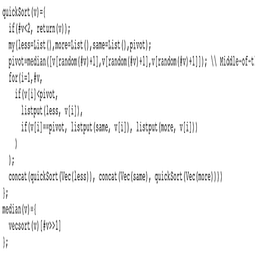 quickSort(v)={
if(#v<2, return(v));
my(less=List(),more=List(),same=List(),pivot);
pivot=median([v[random(#v)+1],v[random(#v)+1],v[random(#v)+1]]); \\ Middle-of-t
for(i=1,#v,
if(v[i]<pivot,
listput(less, v[i]),
if(v[i]==pivot, listput(same, v[i]), listput(more, v[i]))
)
);
concat(quickSort(Vec(less)), concat(Vec(same), quickSort(Vec(more))))
};
median(v)={
vecsort(v)[#v>>1]
};